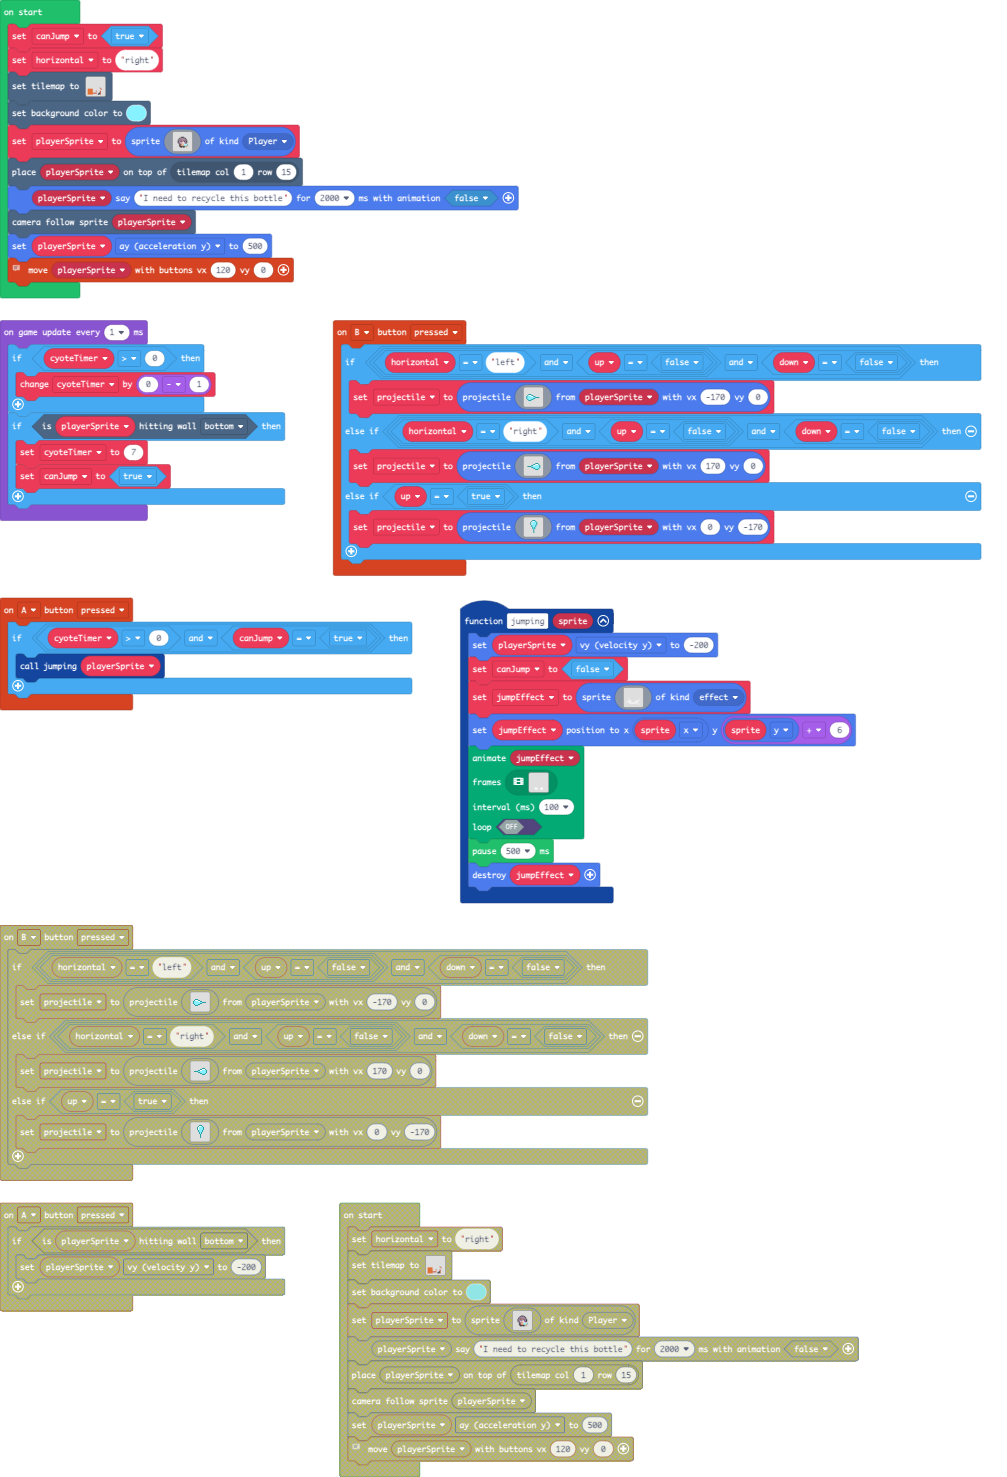 on start
set canJump to true
set horizontal to "right"
set tilemap to
set background color to
set playerSprite to sprite of kind Player
place playerSprite on top of tilemap col 1 row 15
playerSprite say "I need to recycle this bottle" for 2000 ms with animation false
camera follow sprite playerSprite
set playerSprite ay (acceleration y) to 500
move playerSprite with buttons vx 120 vy 0
on game update every 1 ms
if cyoteTimer > 0 then
change cyoteTimer by 0 - 1
if is playerSprite hitting wall bottom then
set cyoteTimer to 7
set canJump to true
on B button pressed
if horizontal = "left" and up = false and down = false then
set projectile to projectile from playerSprite with vx -170 vy 0
else if horizontal = "right" and up = false and down = false then
set projectile to projectile from playerSprite with vx 170 vy 0
else if up = true then
set projectile to projectile from playerSprite with vx 0 vy -170
on A button pressed
if cyoteTimer > 0 and canJump = true then
call jumping playerSprite
function jumping sprite
set playerSprite vy (velocity y) to -200
set canJump to false
set jumpEffect to sprite of kind effect
set jumpEffect position to x sprite x y sprite y + 6
animate jumpEffect
frames
interval (ms) 100
loop OFF
pause 500 ms
destroy jumpEffect
on B button pressed
if horizontal = "left" and up = false and down = false then
set projectile to projectile from playerSprite with vx -170 vy 0
else if horizontal = "right" and up = false and down = false then
set projectile to projectile from playerSprite with vx 170 vy 0
else if up = true then
set projectile to projectile from playerSprite with vx 0 vy -170
on A button pressed
if is playerSprite hitting wall bottom then
set playerSprite vy (velocity y) to -200
on start
set horizontal to "right"
set tilemap to
set background color to
set playerSprite to sprite of kind Player
playerSprite say "I need to recycle this bottle" for 2000 ms with animation false
place playerSprite on top of tilemap col 1 row 15
camera follow sprite playerSprite
set playerSprite ay (acceleration y) to 500
move playerSprite with buttons vx 120 vy 0